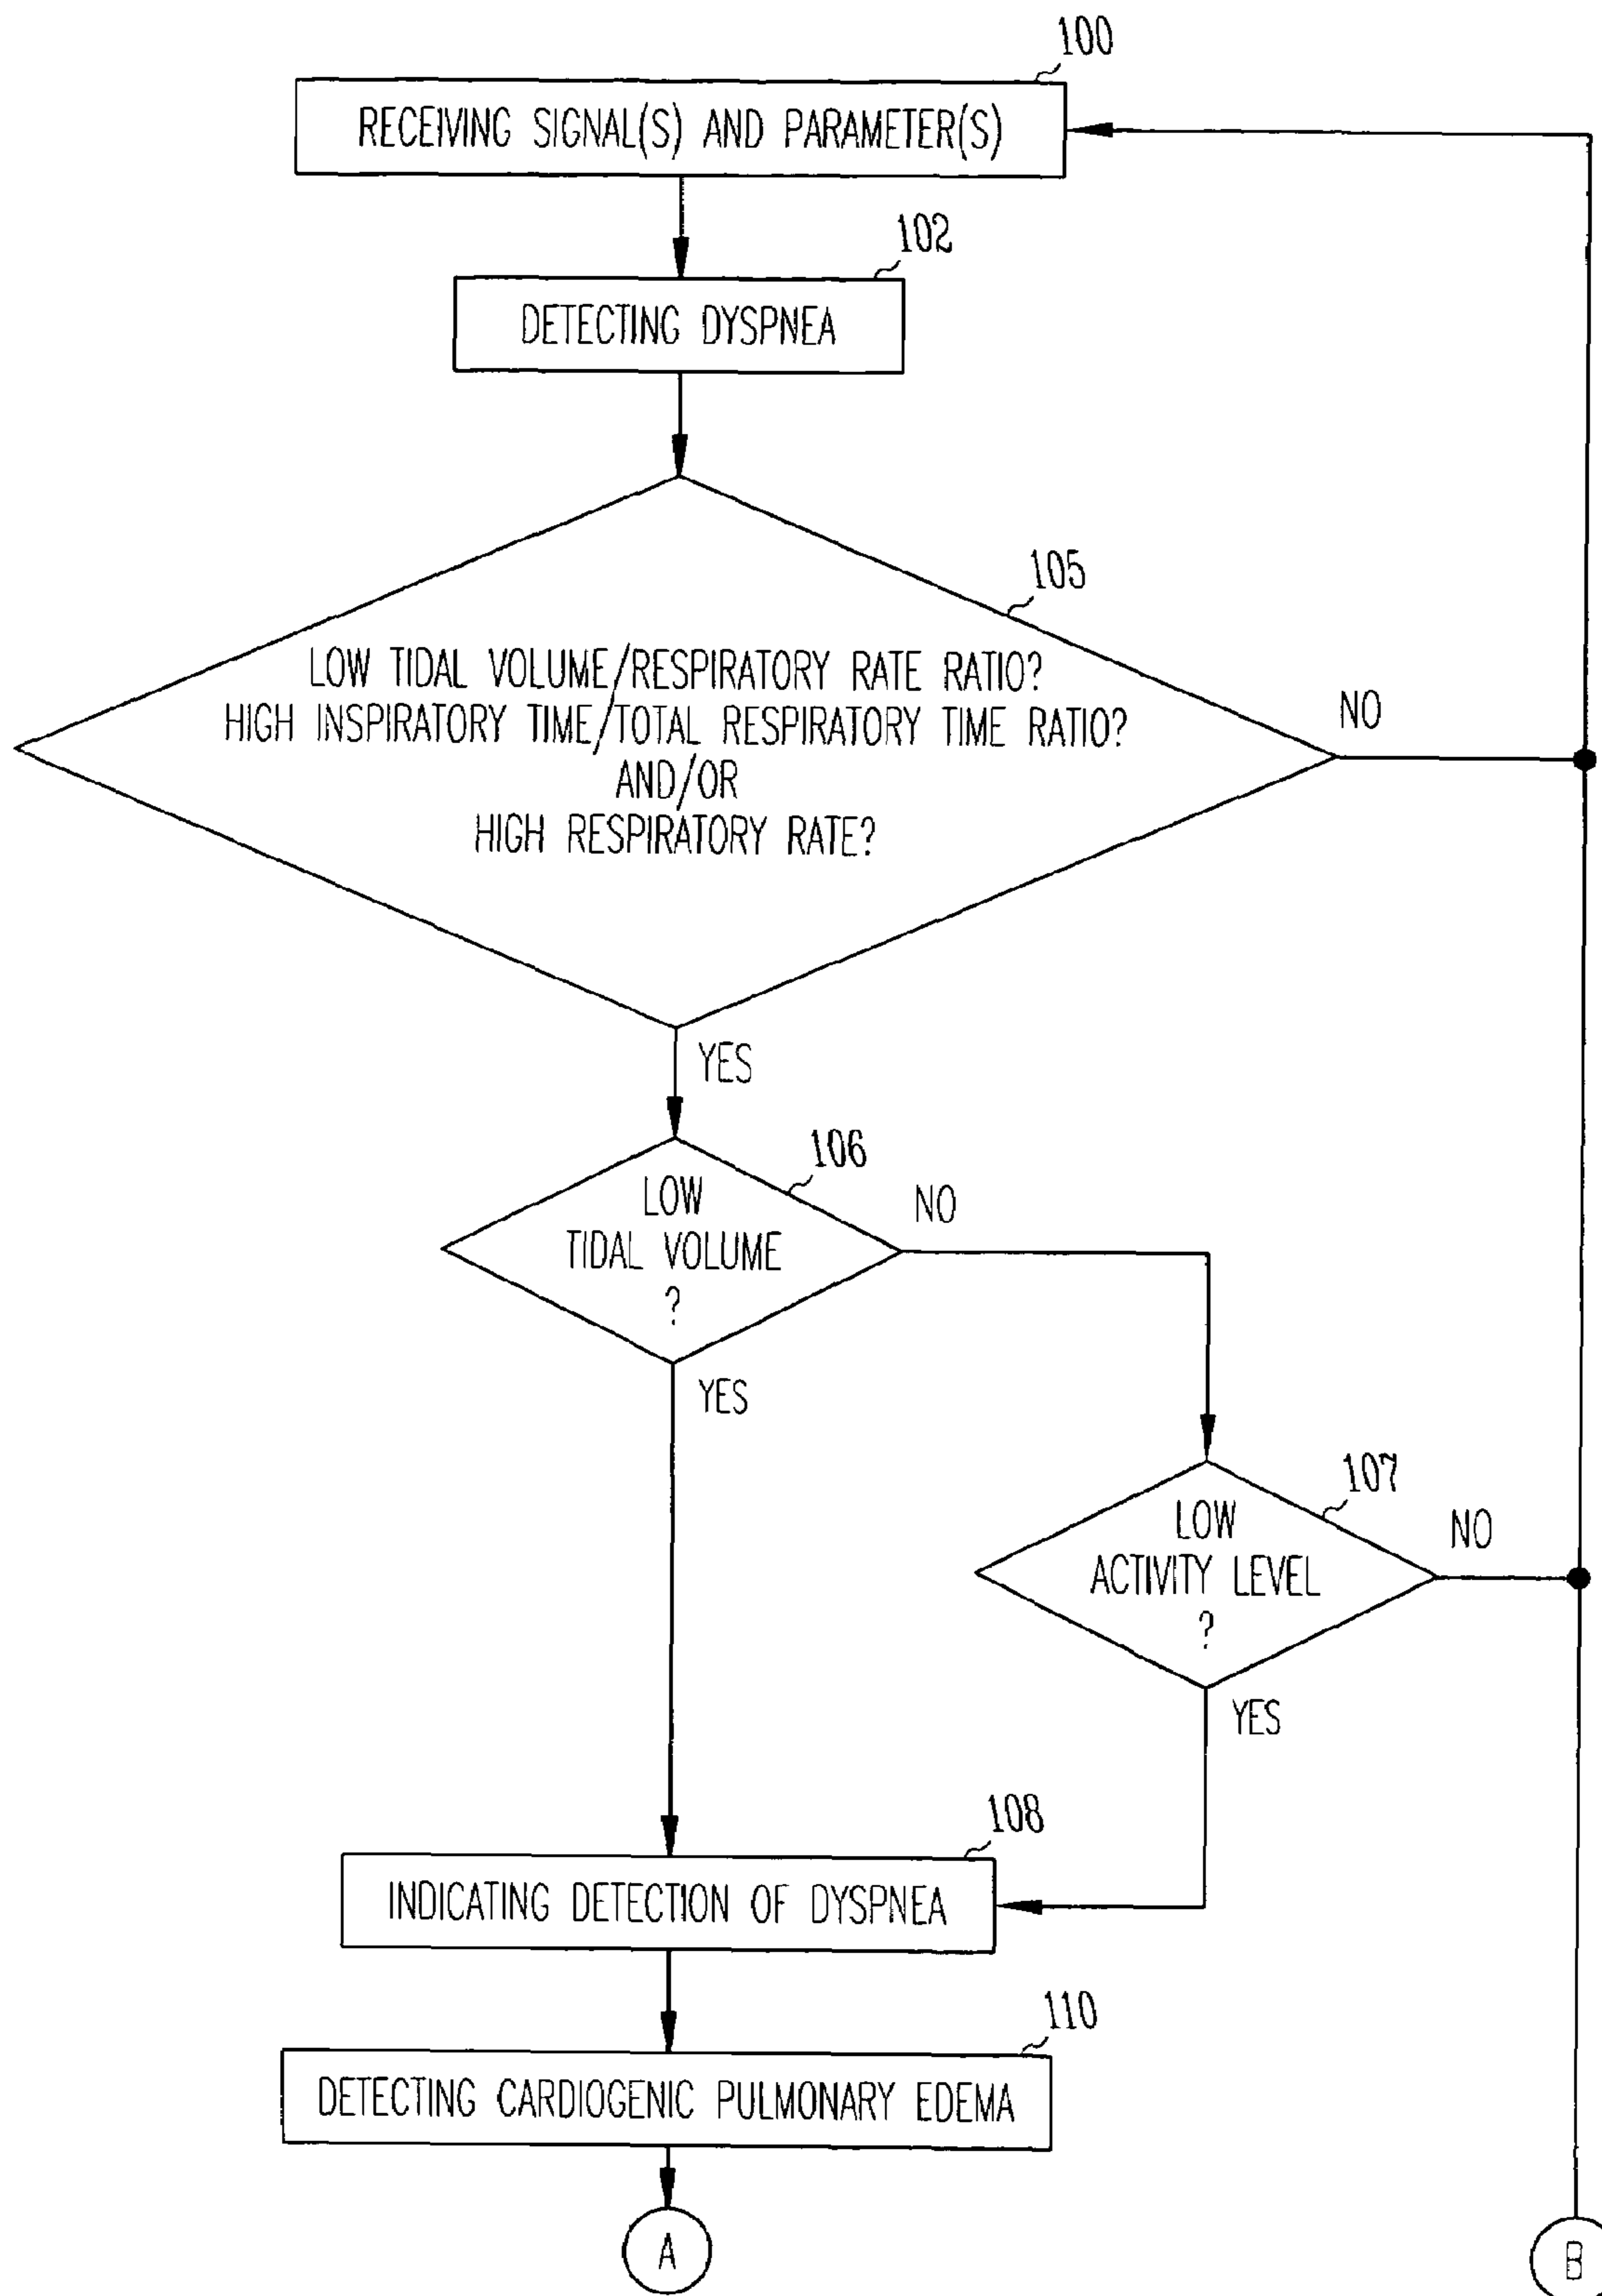 100
RECEIVING SIGNAL(S) AND PARAMETER(S)
102
DETECTING DYSPNEA
105
LOW TIDAL VOLUME/RESPIRATORY RATE RATIO?
HIGH INSPIRATORY TIME/TOTAL RESPIRATORY TIME RATIO?
AND/OR
HIGH RESPIRATORY RATE?
NO
YES
106
LOW
TIDAL VOLUME
?
NO
YES
107
LOW
ACTIVITY LEVEL
?
NO
YES
108
INDICATING DETECTION OF DYSPNEA
110
DETECTING CARDIOGENIC PULMONARY EDEMA
A
B